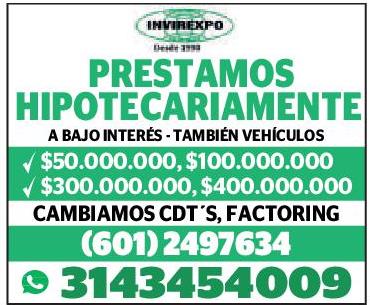 INVIREXPO
Desde 1990
PRESTAMOS
HIPOTECARIAMENTE
A BAJO INTERÉS - TAMBIÉN VEHÍCULOS
✓ $50.000.000, $100.000.000
✓ $300.000.000, $400.000.000
CAMBIAMOS CDT´S, FACTORING
(601) 2497634
3143454009